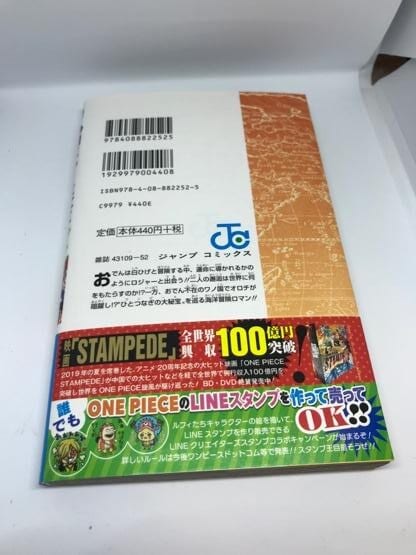 9784088822525
1929979004408
ISBN978-4-08-882252-5
C9979 ¥440E
定価 本体440円+税
雑誌 43109-52 ジャンプ コミックス
おでんは白ひげと冒険する中、運命に導かれるかの
ようにロジャーと出会う!!二人の邂逅は世界に何
をもたらすのか!?一方、おでん不在のワノ国でオロチが
暗躍し!?"ひとつなぎの大秘宝"を巡る海洋冒険ロマン!!
映画『STAMPEDE』全世界興収100億円突破!
2019年の夏を席巻した、アニメ20周年記念の大ヒット映画「ONE PIECE
STAMPEDE」が中国での大ヒットなどを経て全世界で興行収入100億円を
突破し世界をONE PIECE旋風が駆け巡った! BD・DVD絶賛発売中!
誰でもONE PIECEのLINEスタンプを作って売ってOK!!
ルフィたちキャラクターの絵を描いて、
LINEスタンプを作り販売できる
LINEクリエイターズスタンプコラボキャンペーンが始まるぞ!
詳しいルールは今後ワンピースドットコム等で発表!! スタンプ王目指そうぜ!!